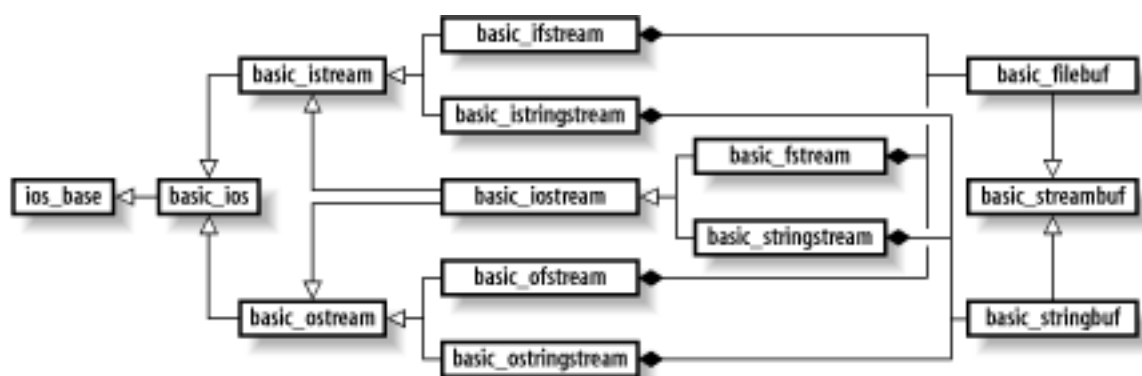 basic_ifstream
basic_istream
basic_filebuf
basic_istringstream
basic_fstream
ios_base
basic_ios
basic_iostream
basic_streambuf
basic_stringstream
basic_ofstream
basic_ostream
basic_stringbuf
basic_ostringstream